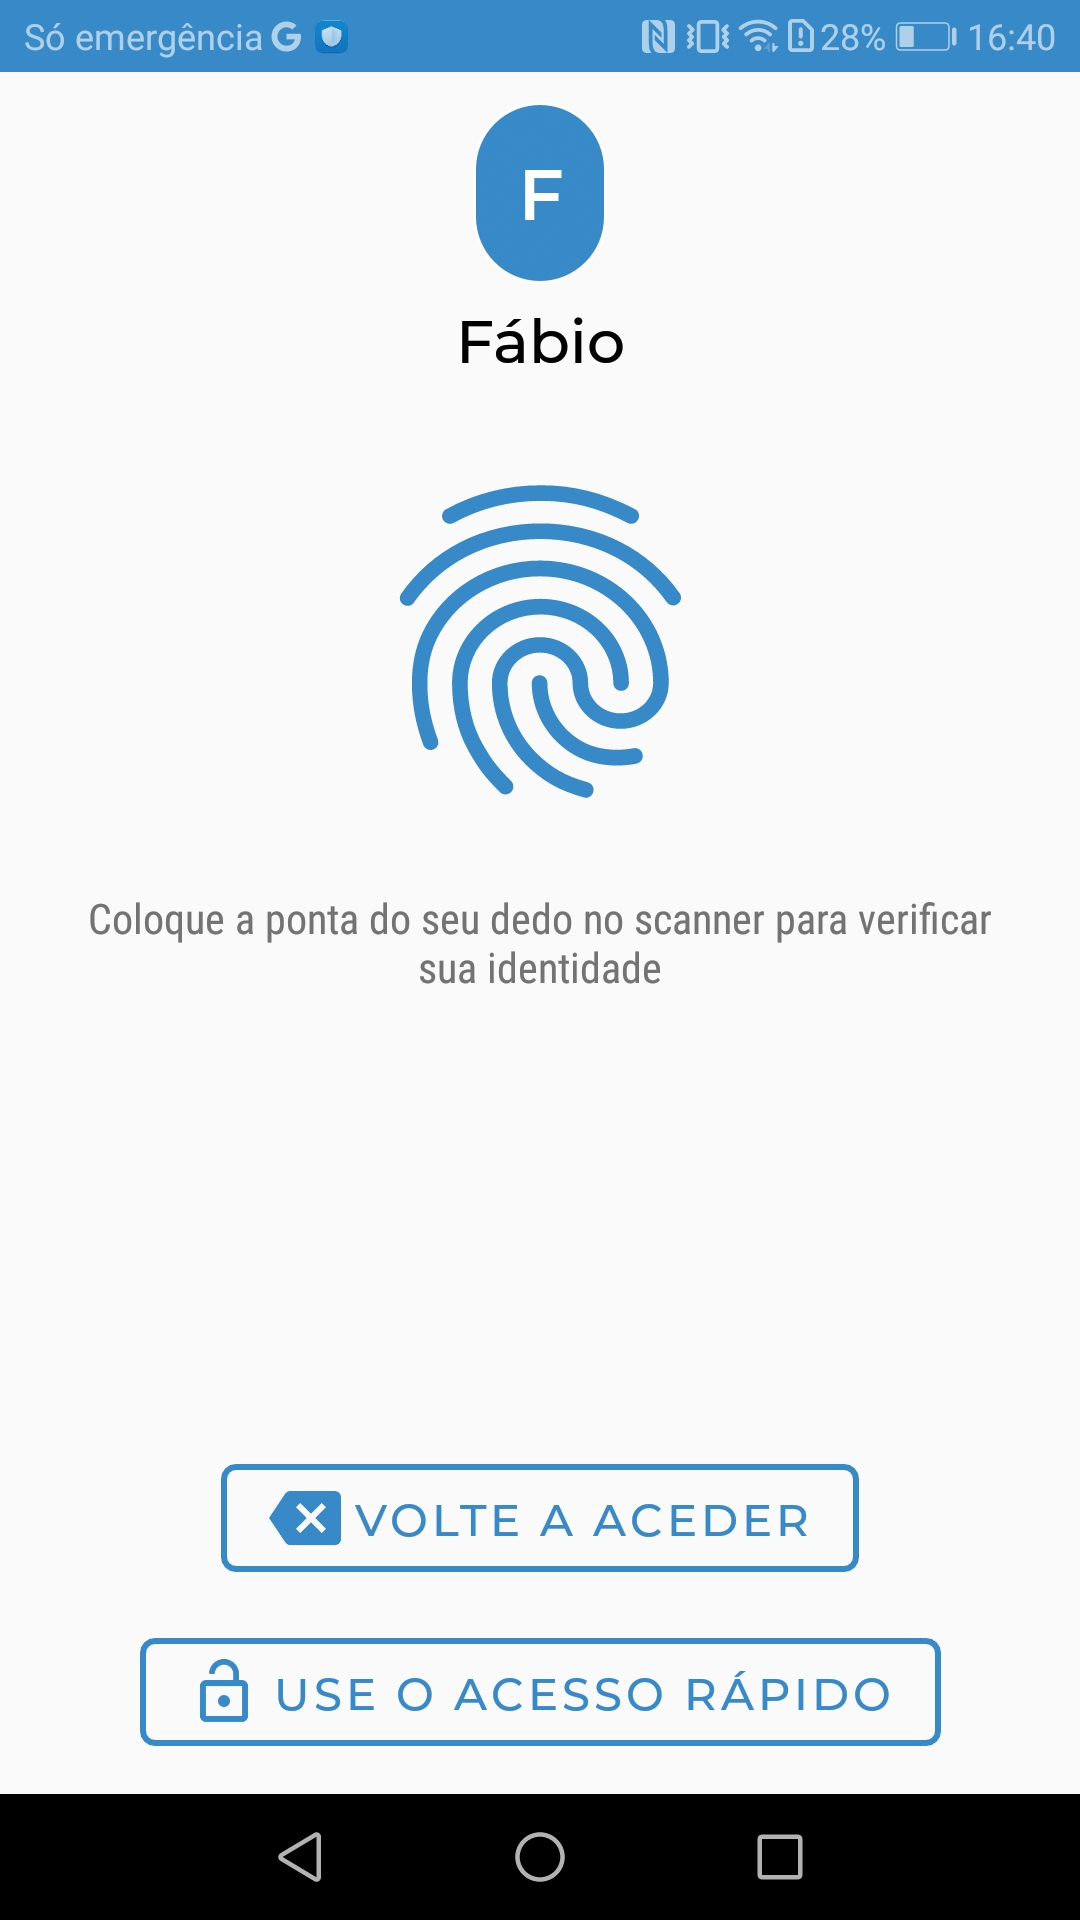 Só emergência 28% 16:40
F
Fábio
Coloque a ponta do seu dedo no scanner para verificar
sua identidade
VOLTE A ACEDER
USE O ACESSO RÁPIDO